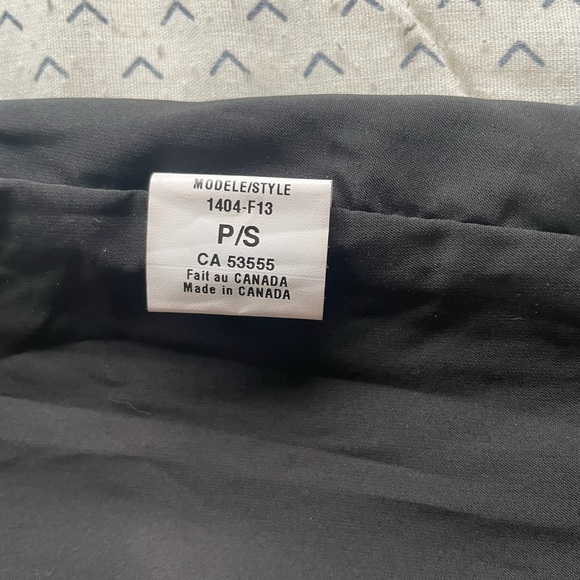 MODELE/STYLE
1404-F13
P/S
CA 53555
Fait au CANADA
Made in CANADA